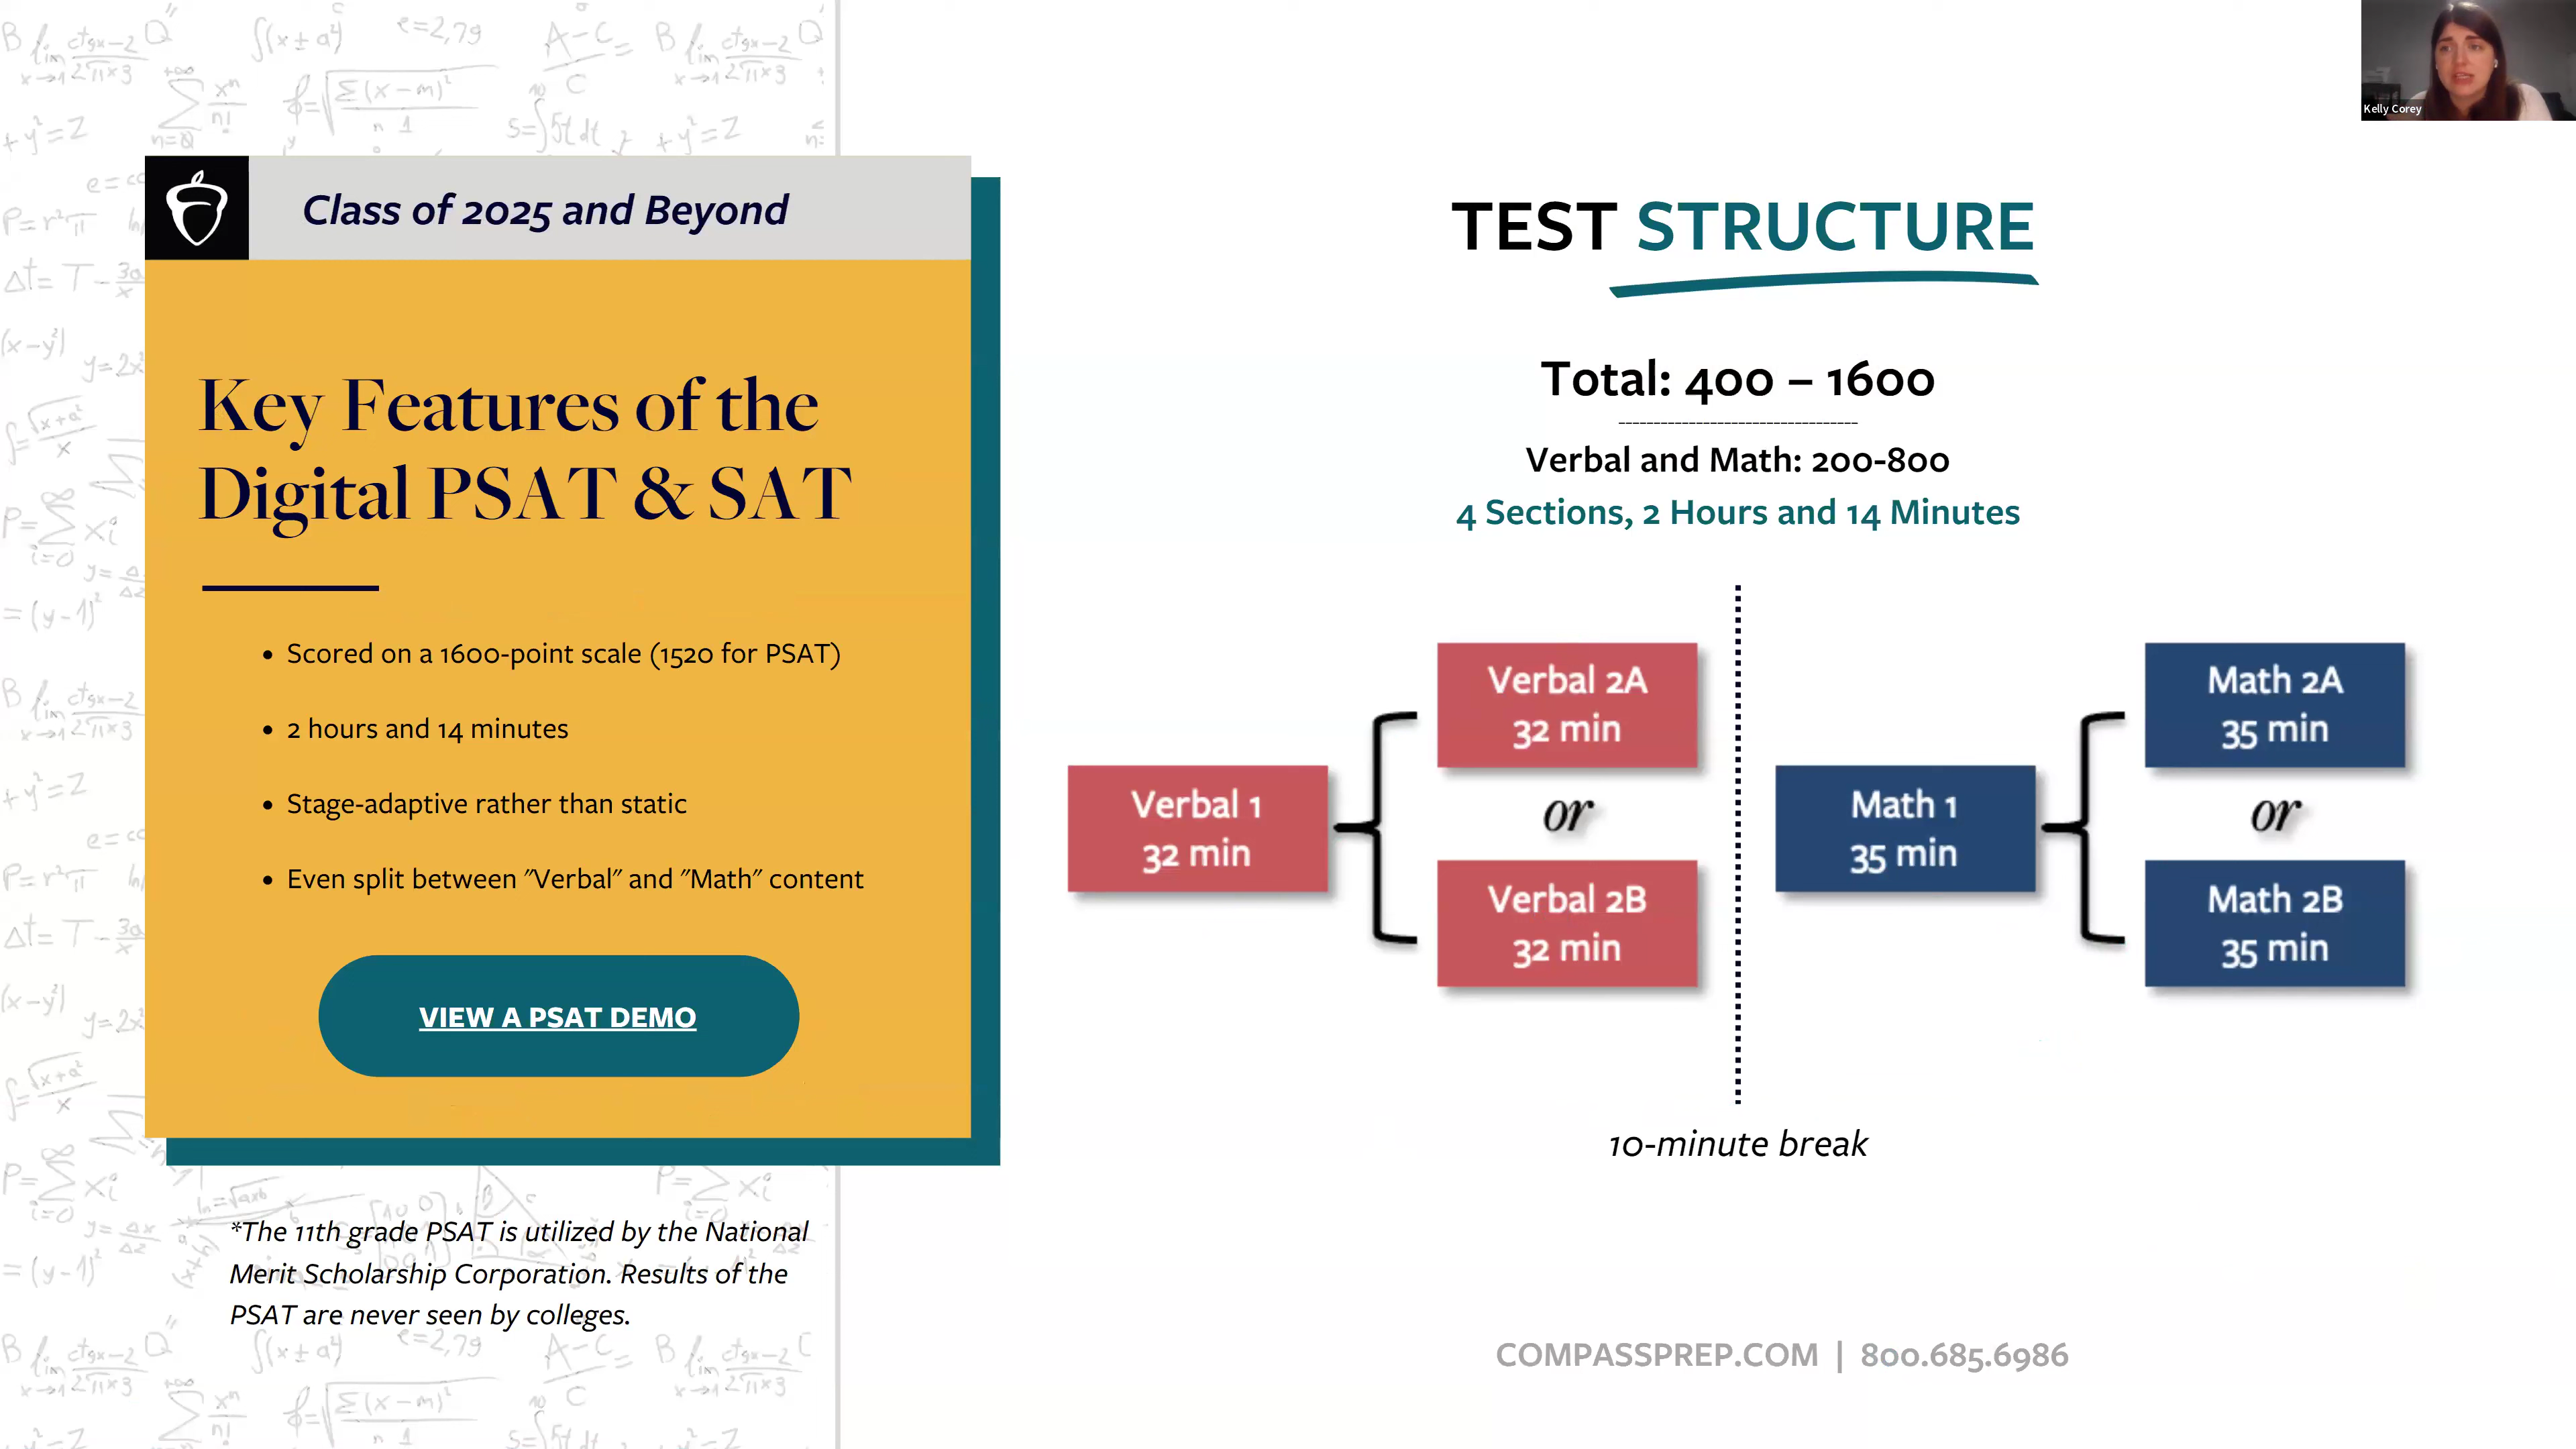 Kelly Corey
Class of 2025 and Beyond
Key Features of the
Digital PSAT & SAT
• Scored on a 1600-point scale (1520 for PSAT)
• 2 hours and 14 minutes
• Stage-adaptive rather than static
• Even split between "Verbal" and "Math" content
VIEW A PSAT DEMO
*The 11th grade PSAT is utilized by the National
Merit Scholarship Corporation. Results of the
PSAT are never seen by colleges.
TEST STRUCTURE
Total: 400 – 1600
Verbal and Math: 200-800
4 Sections, 2 Hours and 14 Minutes
Verbal 1
32 min
Verbal 2A
32 min
or
Verbal 2B
32 min
Math 1
35 min
Math 2A
35 min
or
Math 2B
35 min
10-minute break
COMPASSPREP.COM | 800.685.6986